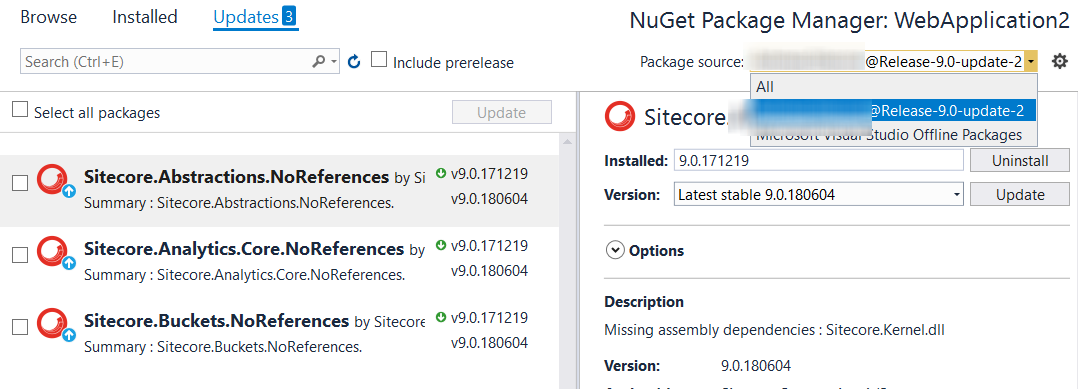 Browse Installed Updates 3
NuGet Package Manager: WebApplication2
Search (Ctrl+E)
Include prerelease
Package source: @Release-9.0-update-2
All
@Release-9.0-update-2
Microsoft Visual Studio Offline Packages
Select all packages
Update
Sitecore.Abstractions.NoReferences by Si
v9.0.171219
Summary : Sitecore.Abstractions.NoReferences.
v9.0.180604
Sitecore.Analytics.Core.NoReferences by
v9.0.171219
Summary : Sitecore.Analytics.Core.NoReferences.
v9.0.180604
Sitecore.Buckets.NoReferences by Sitecore
v9.0.171219
Summary : Sitecore.Buckets.NoReferences.
v9.0.180604
Sitecore.
Installed: 9.0.171219 Uninstall
Version: Latest stable 9.0.180604 Update
Options
Description
Missing assembly dependencies : Sitecore.Kernel.dll
Version: 9.0.180604